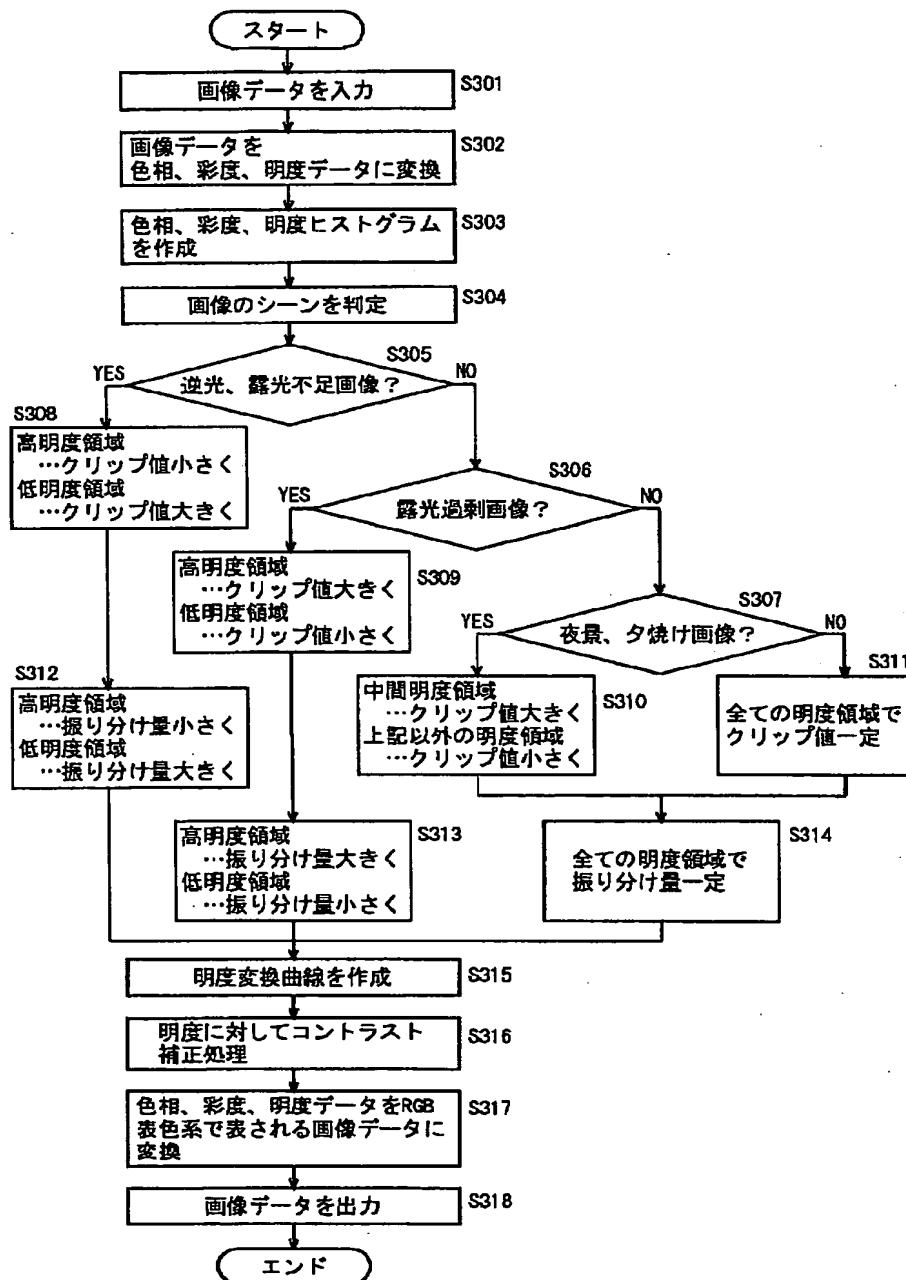 スタート
画像データを入力
S301
画像データを
色相、彩度、明度データに変換
S302
色相、彩度、明度ヒストグラム
を作成
S303
画像のシーンを判定
S304
S305
逆光、露光不足画像？
YES
NO
S308
高明度領域
…クリップ値小さく
低明度領域
…クリップ値大きく
S306
露光過剰画像？
YES
NO
高明度領域
…クリップ値大きく
低明度領域
…クリップ値小さく
S309
S307
夜景、夕焼け画像？
YES
NO
S312
高明度領域
…振り分け量小さく
低明度領域
…振り分け量大きく
中間明度領域
…クリップ値大きく
上記以外の明度領域
…クリップ値小さく
S310
S311
全ての明度領域で
クリップ値一定
高明度領域
…振り分け量大きく
低明度領域
…振り分け量小さく
S313
全ての明度領域で
振り分け量一定
S314
明度変換曲線を作成
S315
明度に対してコントラスト
補正処理
S316
色相、彩度、明度データをRGB
表色系で表される画像データに
変換
S317
画像データを出力
S318
エンド